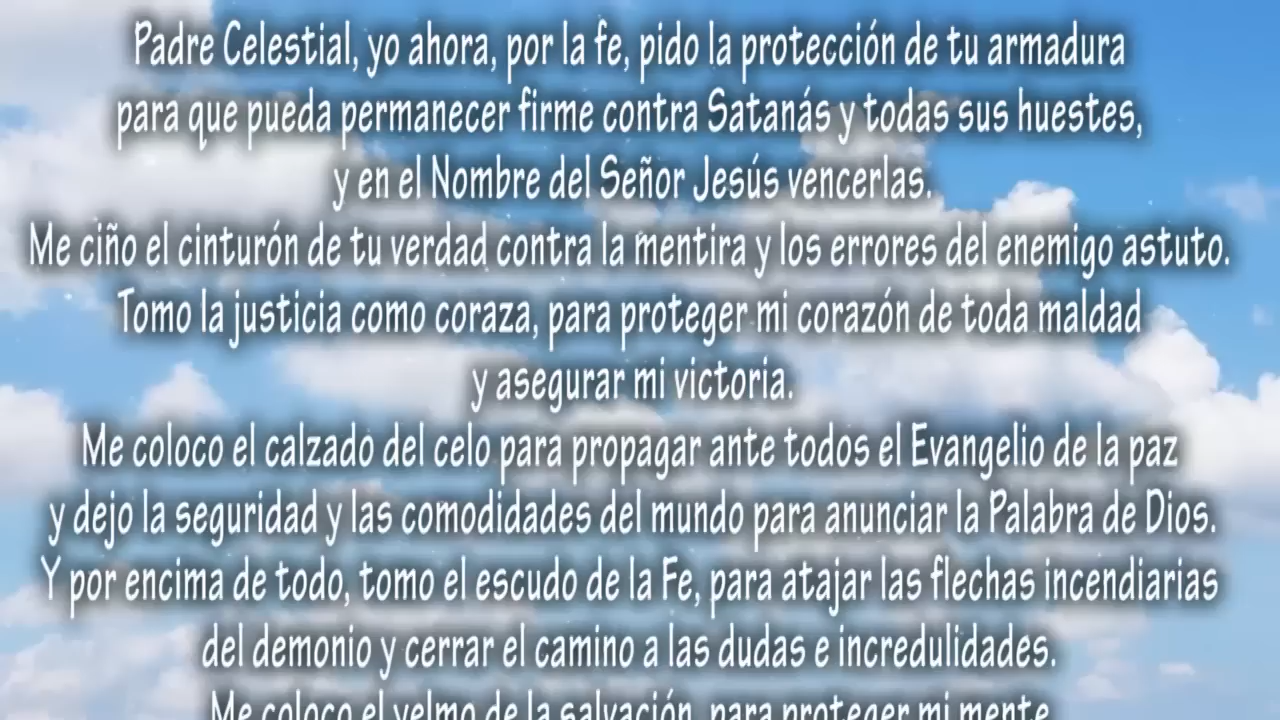 Padre Celestial, yo ahora, por la fe, pido la protección de tu armadura
para que pueda permanecer firme contra Satanás y todas sus huestes,
y en el Nombre del Señor Jesús vencerlas.
Me ciño el cinturón de tu verdad contra la mentira y los errores del enemigo astuto.
Tomo la justicia como coraza, para proteger mi corazón de toda maldad
y asegurar mi victoria.
Me coloco el calzado del celo para propagar ante todos el Evangelio de la paz
y dejo la seguridad y las comodidades del mundo para anunciar la Palabra de Dios.
Y por encima de todo, tomo el escudo de la Fe, para atajar las flechas incendiarias
del demonio y cerrar el camino a las dudas e incredulidades.
Me coloco el yelmo de la salvación, para proteger mi mente